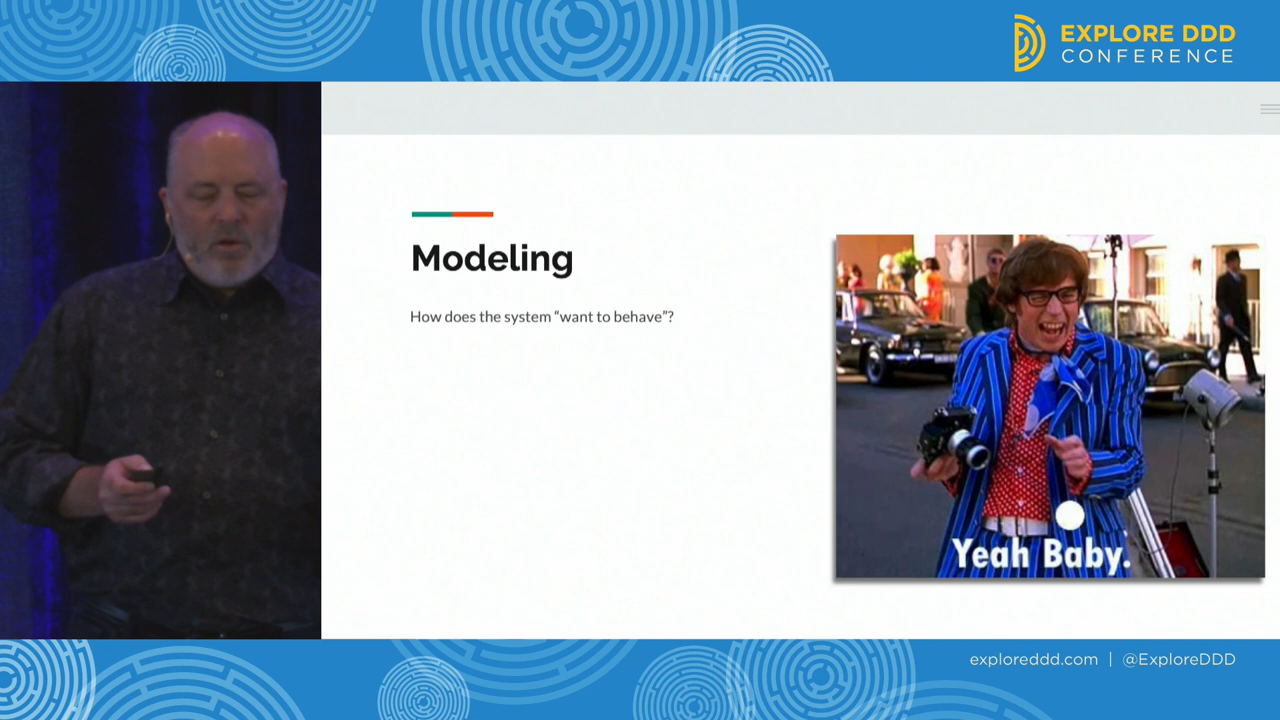 EXPLORE DDD
CONFERENCE
Modeling
How does the system “want to behave”?
Yeah Baby.
exploreddd.com | @ExploreDDD